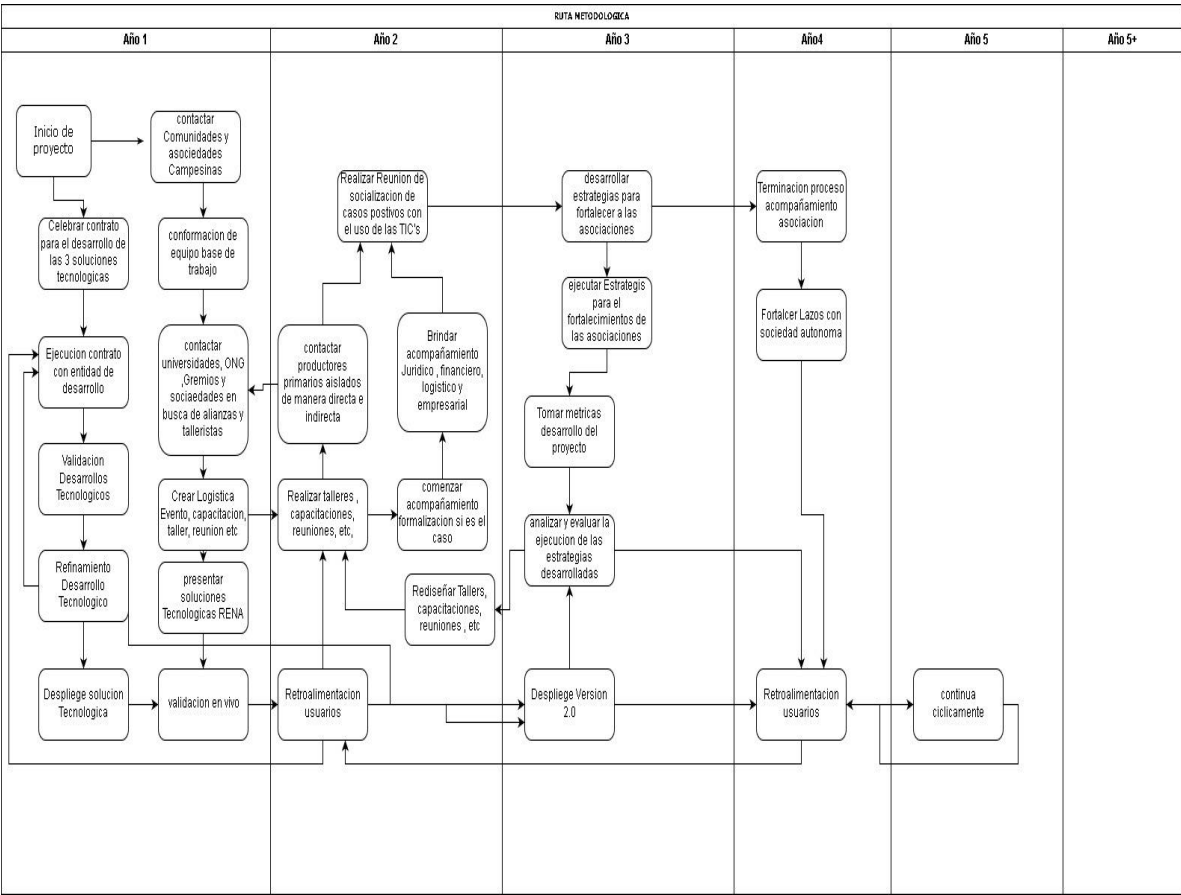 RUTA METODOLOGICA
Año 1
Año 2
Año 3
Año4
Año 5
Año 5+
Inicio de
proyecto
contactar
Comunidades y
asociedades
Campesinas
Celebrar contrato
para el desarrollo de
las 3 soluciones
tecnologicas
conformacion de
equipo base de
trabajo
Ejecucion contrato
con entidad de
desarrollo
contactar
universidades, ONG
,Gremios y
sociaedades en
busca de alianzas y
talleristas
Validacion
Desarrollos
Tecnologicos
Crear Logistica
Evento, capacitacion,
taller, reunion etc
Refinamiento
Desarrollo
Tecnologico
presentar
soluciones
Tecnologicas RENA
Despliege solucion
Tecnologica
validacion en vivo
Realizar Reunion de
socializacion de
casos postivos con
el uso de las TIC's
contactar
productores
primarios aislados
de manera directa e
indirecta
Brindar
acompañamiento
Juridico , financiero,
logistico y
empresarial
Realizar talleres ,
capacitaciones,
reuniones, etc,
comenzar
acompañamiento
formalizacion si es el
caso
Rediseñar Tallers,
capacitaciones,
reuniones , etc
Retroalimentacion
usuarios
desarrollar
estrategias para
fortalecer a las
asociaciones
ejecutar Estrategis
para el
fortalecimientos de
las asociaciones
Tomar metricas
desarrollo del
proyecto
analizar y evaluar la
ejecucion de las
estrategias
desarrolladas
Despliege Version
2.0
Terminacion proceso
acompañamiento
asociacion
Fortalcer Lazos con
sociedad autonoma
Retroalimentacion
usuarios
continua
ciclicamente